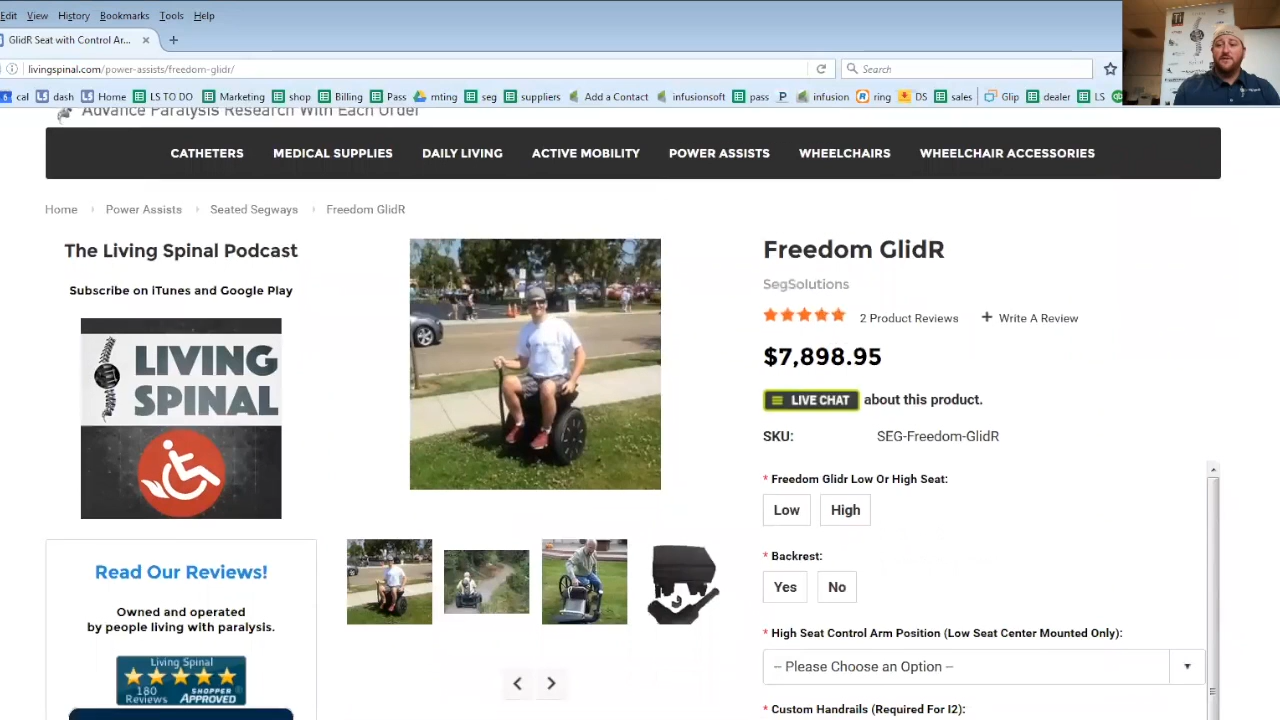 Edit View History Bookmarks Tools Help
GlidR Seat with Control Ar... × +
livingspinal.com/power-assists/freedom-glidr/ Search
cal dash Home LS TO DO Marketing shop Billing Pass mting seg suppliers Add a Contact infusionsoft pass infusion ring DS sales Glip dealer LS
Advance Paralysis Research With Each Order
CATHETERS MEDICAL SUPPLIES DAILY LIVING ACTIVE MOBILITY POWER ASSISTS WHEELCHAIRS WHEELCHAIR ACCESSORIES
Home › Power Assists › Seated Segways › Freedom GlidR
The Living Spinal Podcast
Subscribe on iTunes and Google Play
LIVING
SPINAL
Read Our Reviews!
Owned and operated
by people living with paralysis.
Living Spinal
180
Reviews
SHOPPER
APPROVED
Freedom GlidR
SegSolutions
2 Product Reviews + Write A Review
$7,898.95
LIVE CHAT about this product.
SKU: SEG-Freedom-GlidR
* Freedom Glidr Low Or High Seat:
Low High
* Backrest:
Yes No
* High Seat Control Arm Position (Low Seat Center Mounted Only):
-- Please Choose an Option --
* Custom Handrails (Required For I2):